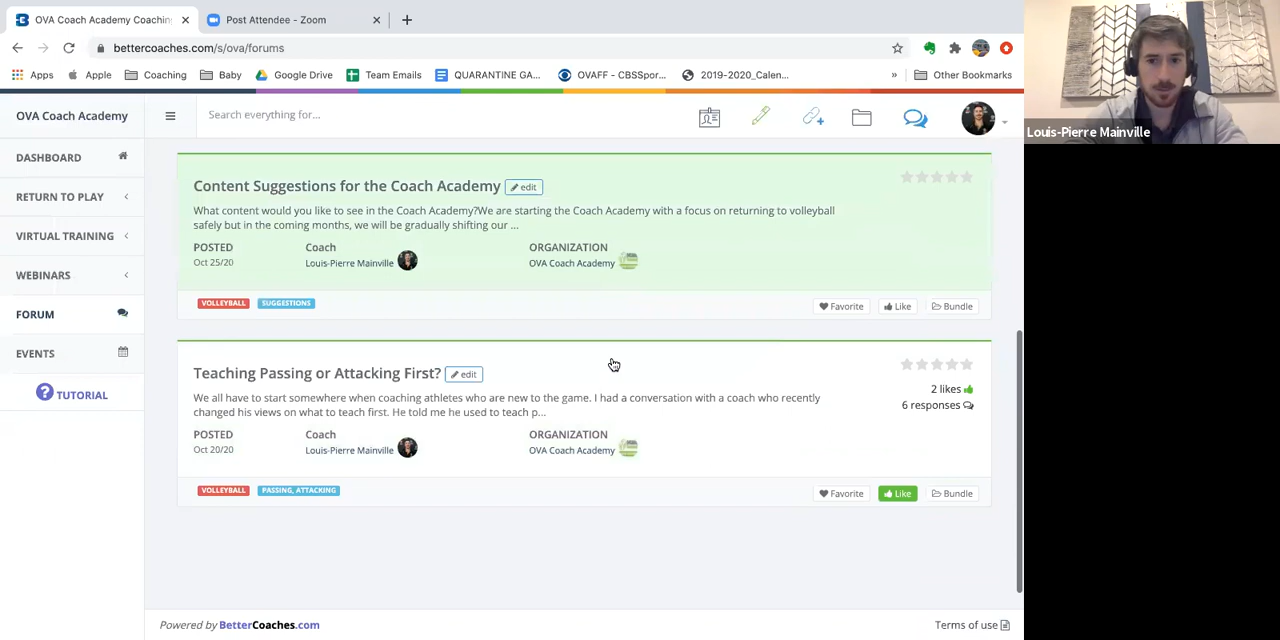 OVA Coach Academy Coachin
Post Attendee - Zoom
bettercoaches.com/s/ova/forums
Apps
Apple
Coaching
Baby
Google Drive
Team Emails
QUARANTINE GA...
OVAFF - CBSSpor...
2019-2020_Calen...
»
Other Bookmarks
OVA Coach Academy
Search everything for...
DASHBOARD
RETURN TO PLAY
VIRTUAL TRAINING
WEBINARS
FORUM
EVENTS
TUTORIAL
Content Suggestions for the Coach Academy edit
What content would you like to see in the Coach Academy?We are starting the Coach Academy with a focus on returning to volleyball
safely but in the coming months, we will be gradually shifting our ...
POSTED Coach ORGANIZATION
Oct 25/20 Louis-Pierre Mainville OVA Coach Academy
VOLLEYBALL SUGGESTIONS
Favorite Like Bundle
Teaching Passing or Attacking First? edit
We all have to start somewhere when coaching athletes who are new to the game. I had a conversation with a coach who recently
changed his views on what to teach first. He told me he used to teach p...
2 likes
6 responses
POSTED Coach ORGANIZATION
Oct 20/20 Louis-Pierre Mainville OVA Coach Academy
VOLLEYBALL PASSING, ATTACKING
Favorite Like Bundle
Powered by BetterCoaches.com
Terms of use
Louis-Pierre Mainville